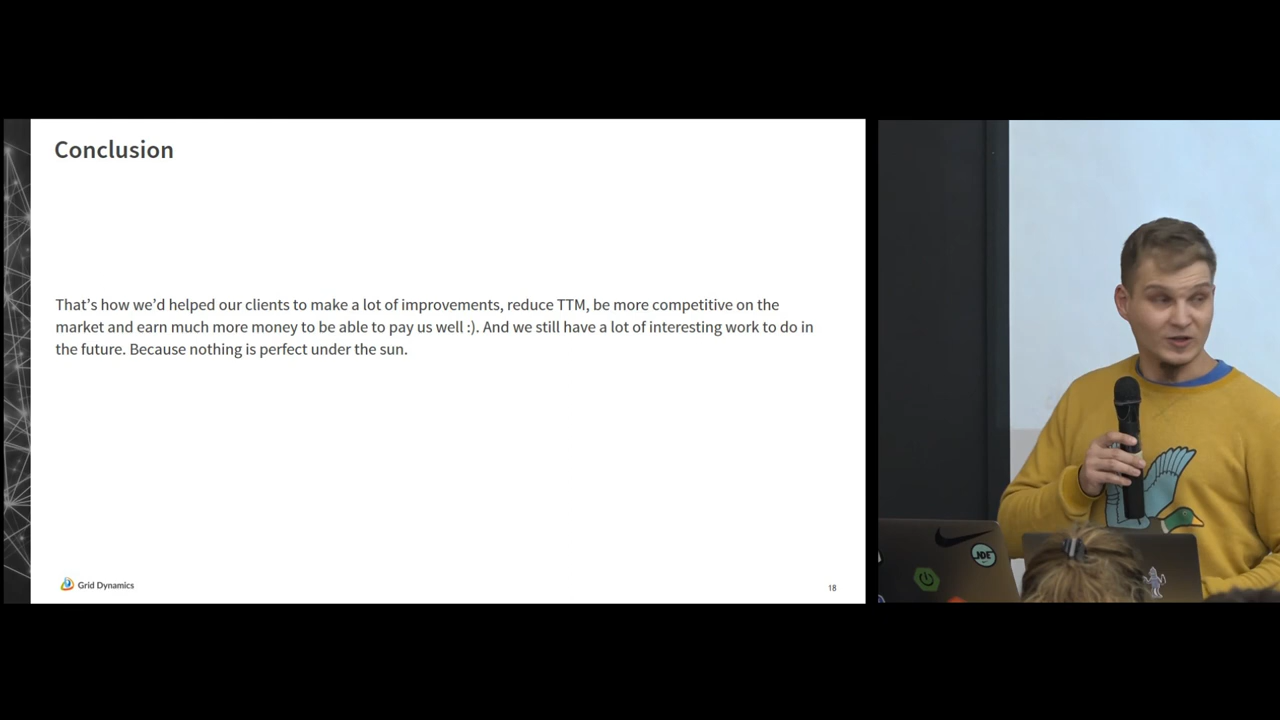 Conclusion
That’s how we’d helped our clients to make a lot of improvements, reduce TTM, be more competitive on the
market and earn much more money to be able to pay us well :). And we still have a lot of interesting work to do in
the future. Because nothing is perfect under the sun.
Grid Dynamics
18
JOE